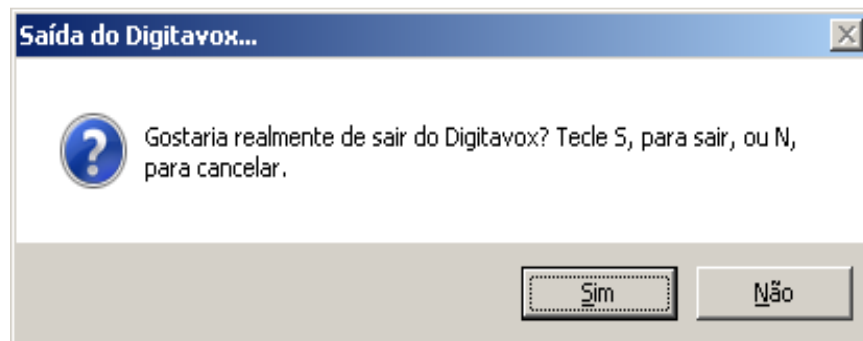 Saída do Digitavox...
Gostaria realmente de sair do Digitavox? Tecle S, para sair, ou N,
para cancelar.
Sim
Não